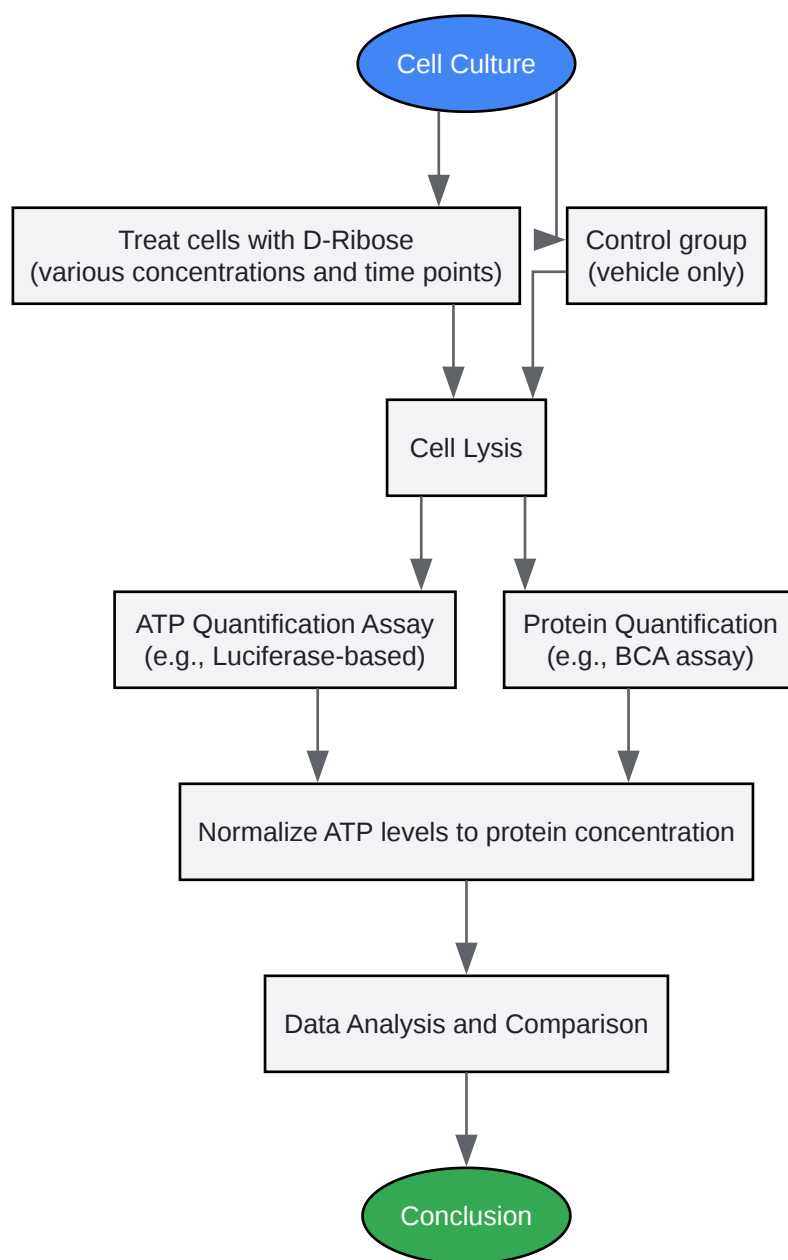 Cell Culture
Treat cells with D-Ribose
(various concentrations and time points)
Control group
(vehicle only)
Cell Lysis
ATP Quantification Assay
(e.g., Luciferase-based)
Protein Quantification
(e.g., BCA assay)
Normalize ATP levels to protein concentration
Data Analysis and Comparison
Conclusion